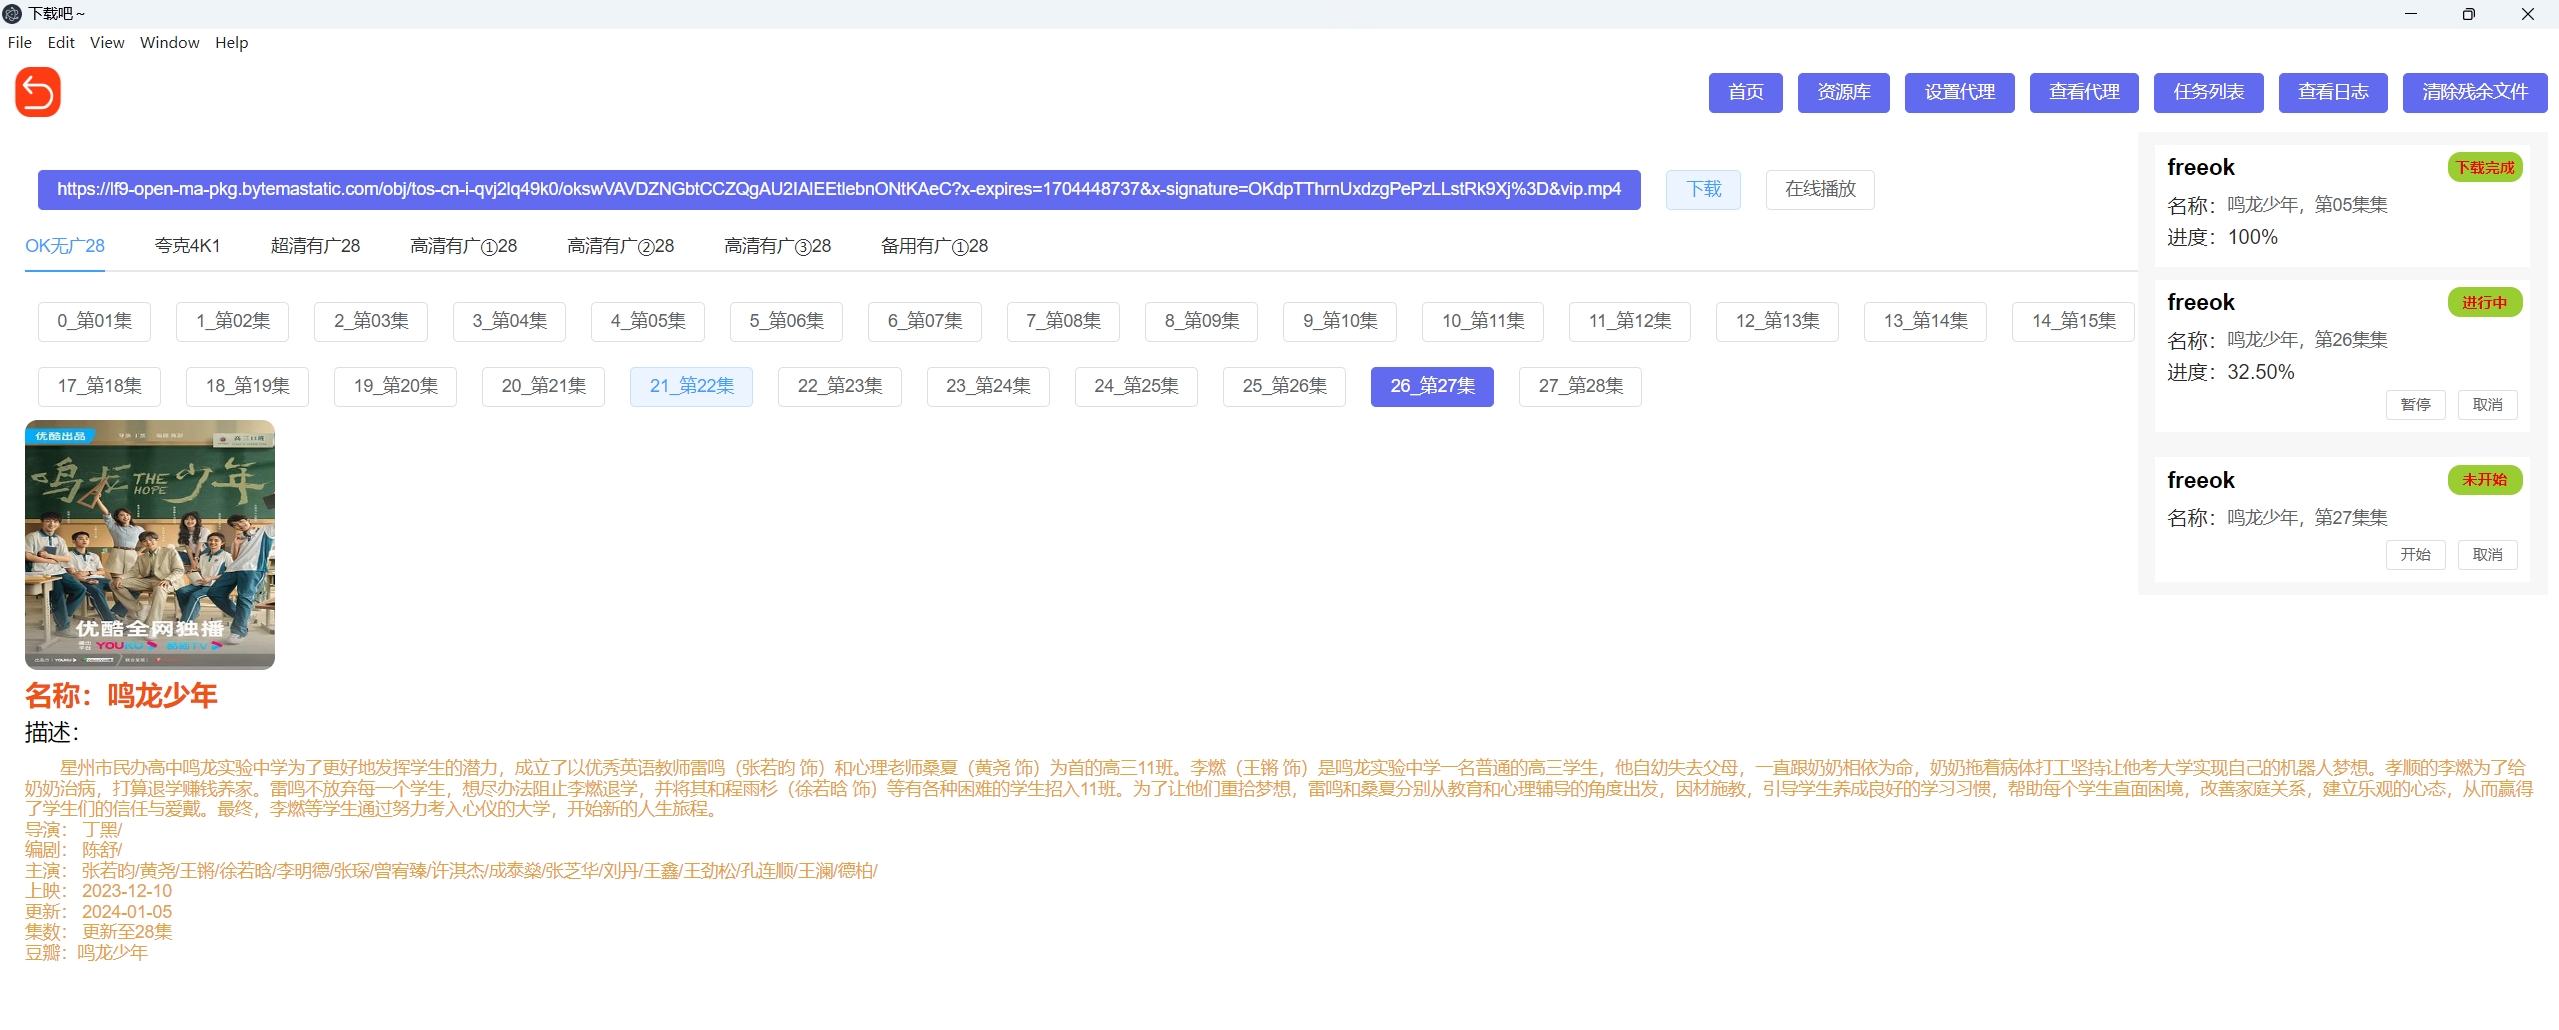 下载吧～
File Edit View Window Help
首页 资源库 设置代理 查看代理 任务列表 查看日志 清除残余文件
https://lf9-open-ma-pkg.bytemastatic.com/obj/tos-cn-i-qvj2lq49k0/okswVAVDZNGbtCCZQgAU2IAlEEtlebnONtKAeC?x-expires=1704448737&x-signature=OKdpTThrnUxdzgPePzLLstRk9Xj%3D&vip.mp4 下载 在线播放
OK无广28 夸克4K1 超清有广28 高清有广①28 高清有广②28 高清有广③28 备用有广①28
0_第01集 1_第02集 2_第03集 3_第04集 4_第05集 5_第06集 6_第07集 7_第08集 8_第09集 9_第10集 10_第11集 11_第12集 12_第13集 13_第14集 14_第15集
17_第18集 18_第19集 19_第20集 20_第21集 21_第22集 22_第23集 23_第24集 24_第25集 25_第26集 26_第27集 27_第28集
freeok 下载完成
名称：鸣龙少年，第05集集
进度：100%
freeok 进行中
名称：鸣龙少年，第26集集
进度：32.50%
暂停 取消
freeok 未开始
名称：鸣龙少年，第27集集
开始 取消
优酷出品
高三11班
鸣龙 THE HOPE 少年
优酷全网独播
YOUKU
名称：鸣龙少年
描述：
星州市民办高中鸣龙实验中学为了更好地发挥学生的潜力，成立了以优秀英语教师雷鸣（张若昀 饰）和心理老师桑夏（黄尧 饰）为首的高三11班。李燃（王锵 饰）是鸣龙实验中学一名普通的高三学生，他自幼失去父母，一直跟奶奶相依为命，奶奶拖着病体打工坚持让他考大学实现自己的机器人梦想。孝顺的李燃为了给
奶奶治病，打算退学赚钱养家。雷鸣不放弃每一个学生，想尽办法阻止李燃退学，并将其和程雨杉（徐若晗 饰）等有各种困难的学生招入11班。为了让他们重拾梦想，雷鸣和桑夏分别从教育和心理辅导的角度出发，因材施教，引导学生养成良好的学习习惯，帮助每个学生直面困境，改善家庭关系，建立乐观的心态，从而赢得
了学生们的信任与爱戴。最终，李燃等学生通过努力考入心仪的大学，开始新的人生旅程。
导演： 丁黑/
编剧： 陈舒/
主演： 张若昀/黄尧/王锵/徐若晗/李明德/张琛/曾宥臻/许淇杰/成泰燊/张芝华/刘丹/王鑫/王劲松/孔连顺/王澜/德柏/
上映： 2023-12-10
更新： 2024-01-05
集数： 更新至28集
豆瓣：鸣龙少年